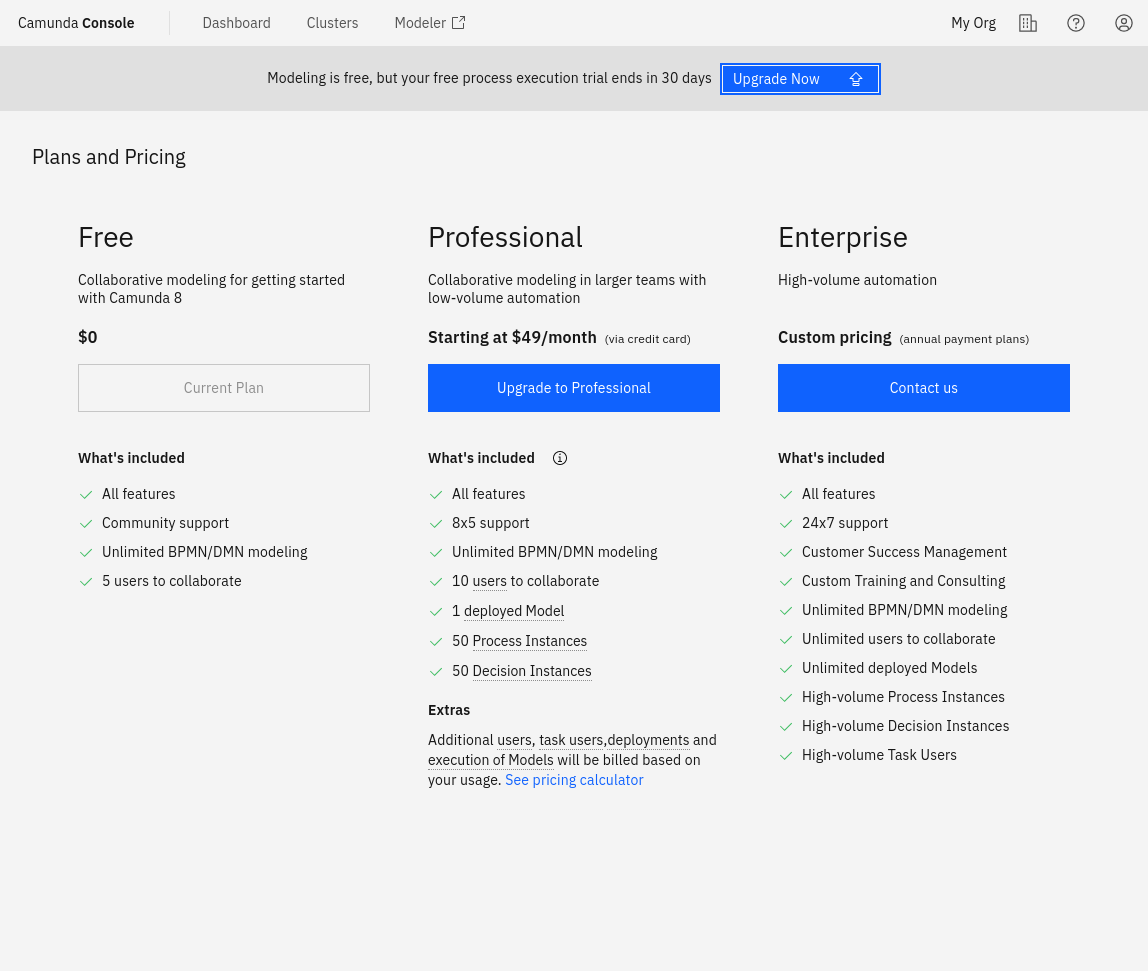 Camunda Console Dashboard Clusters Modeler My Org
Modeling is free, but your free process execution trial ends in 30 days Upgrade Now
Plans and Pricing
Free
Collaborative modeling for getting started
with Camunda 8
$0
Current Plan
What's included
All features
Community support
Unlimited BPMN/DMN modeling
5 users to collaborate
Professional
Collaborative modeling in larger teams with
low-volume automation
Starting at $49/month (via credit card)
Upgrade to Professional
What's included
All features
8x5 support
Unlimited BPMN/DMN modeling
10 users to collaborate
1 deployed Model
50 Process Instances
50 Decision Instances
Extras
Additional users, task users,deployments and
execution of Models will be billed based on
your usage. See pricing calculator
Enterprise
High-volume automation
Custom pricing (annual payment plans)
Contact us
What's included
All features
24x7 support
Customer Success Management
Custom Training and Consulting
Unlimited BPMN/DMN modeling
Unlimited users to collaborate
Unlimited deployed Models
High-volume Process Instances
High-volume Decision Instances
High-volume Task Users